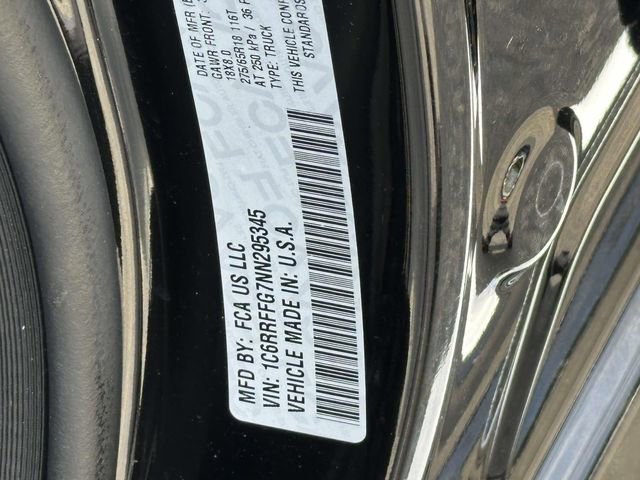 MFD BY: FCA US LLC
DATE OF MFR
GAWR FRONT:
18X8.0
275/65R18 116T
AT 250 kPa / 36
TYPE: TRUCK
THIS VEHICLE CONF
STANDARDS
VIN: 1C6RRFFG7NN295345
VEHICLE MADE IN: U.S.A.